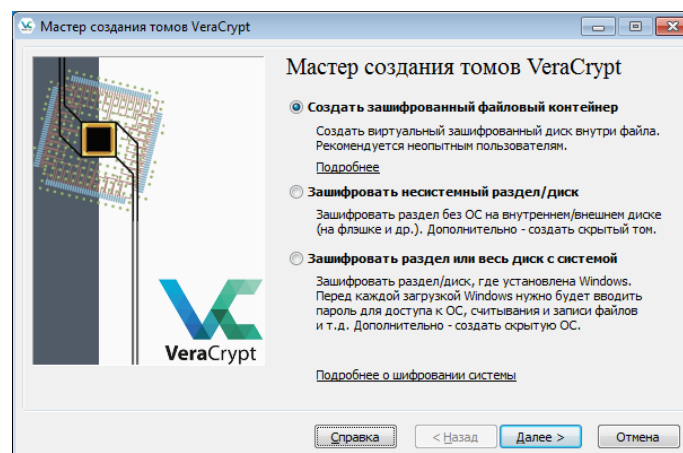 Мастер создания томов VeraCrypt
Мастер создания томов VeraCrypt
Создать зашифрованный файловый контейнер
Создать виртуальный зашифрованный диск внутри файла.
Рекомендуется неопытным пользователям.
Подробнее
Зашифровать несистемный раздел/диск
Зашифровать раздел без ОС на внутреннем/внешнем диске
(на флэшке и др.). Дополнительно - создать скрытый том.
Зашифровать раздел или весь диск с системой
Зашифровать раздел/диск, где установлена Windows.
Перед каждой загрузкой Windows нужно будет вводить
пароль для доступа к ОС, считывания и записи файлов
и т.д. Дополнительно - создать скрытую ОС.
VeraCrypt
Подробнее о шифровании системы
Справка
< Назад
Далее >
Отмена